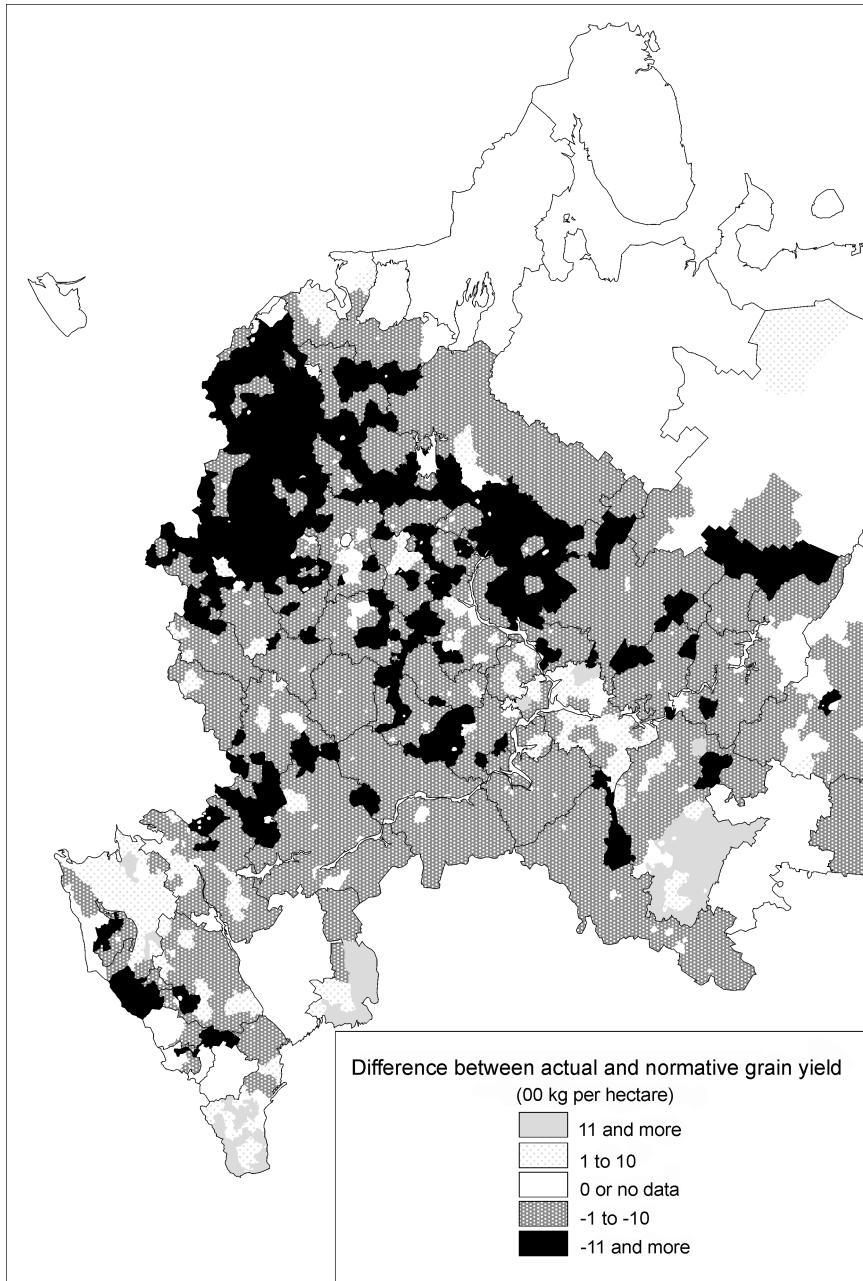 Difference between actual and normative grain yield
(00 kg per hectare)
11 and more
1 to 10
0 or no data
-1 to -10
-11 and more